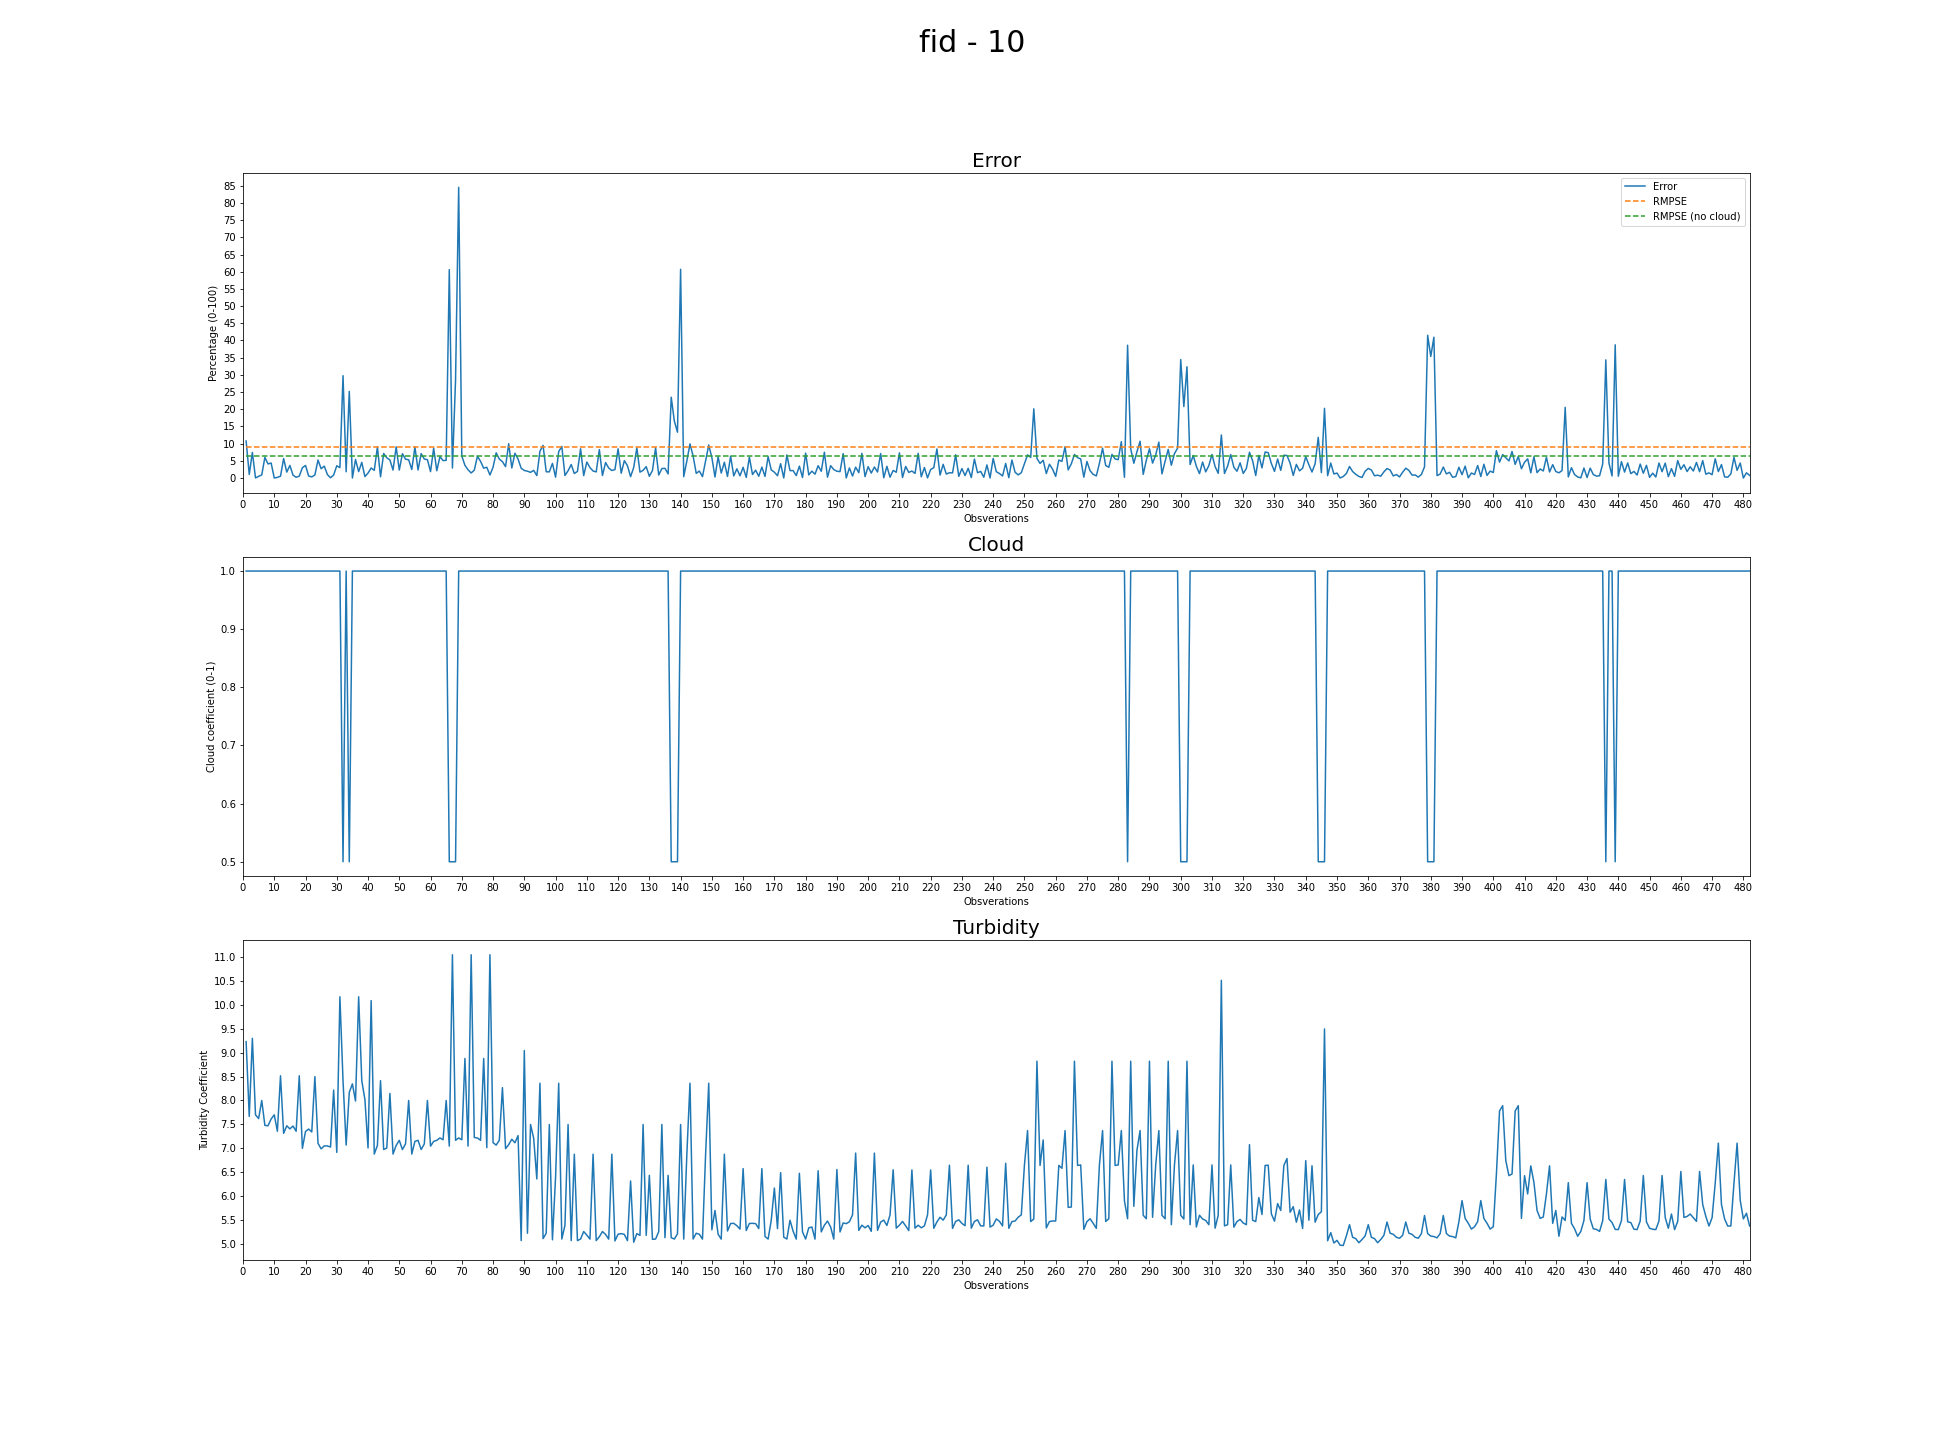 fid - 10
Error
Percentage (0-100)
85
80
75
70
65
60
55
50
45
40
35
30
25
20
15
10
5
0
Error
RMPSE
RMPSE (no cloud)
0 10 20 30 40 50 60 70 80 90 100 110 120 130 140 150 160 170 180 190 200 210 220 230 240 250 260 270 280 290 300 310 320 330 340 350 360 370 380 390 400 410 420 430 440 450 460 470 480
Obsverations
Cloud
Cloud coefficient (0-1)
1.0
0.9
0.8
0.7
0.6
0.5
0 10 20 30 40 50 60 70 80 90 100 110 120 130 140 150 160 170 180 190 200 210 220 230 240 250 260 270 280 290 300 310 320 330 340 350 360 370 380 390 400 410 420 430 440 450 460 470 480
Obsverations
Turbidity
Turbidity Coefficient
11.0
10.5
10.0
9.5
9.0
8.5
8.0
7.5
7.0
6.5
6.0
5.5
5.0
0 10 20 30 40 50 60 70 80 90 100 110 120 130 140 150 160 170 180 190 200 210 220 230 240 250 260 270 280 290 300 310 320 330 340 350 360 370 380 390 400 410 420 430 440 450 460 470 480
Obsverations